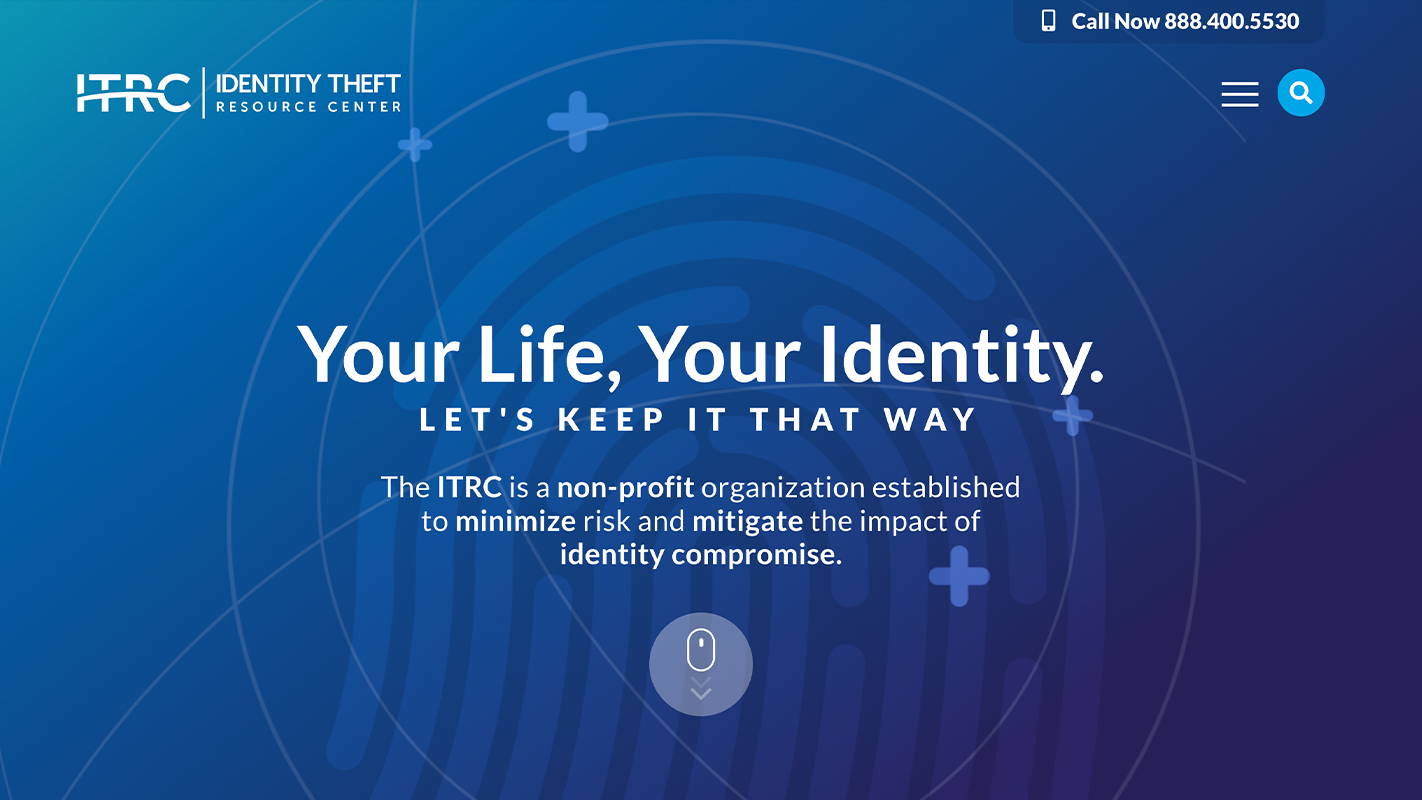 Call Now 888.400.5530
ITRC IDENTITY THEFT
RESOURCE CENTER
Your Life, Your Identity.
LET'S KEEP IT THAT WAY
The ITRC is a non-profit organization established
to minimize risk and mitigate the impact of
identity compromise.